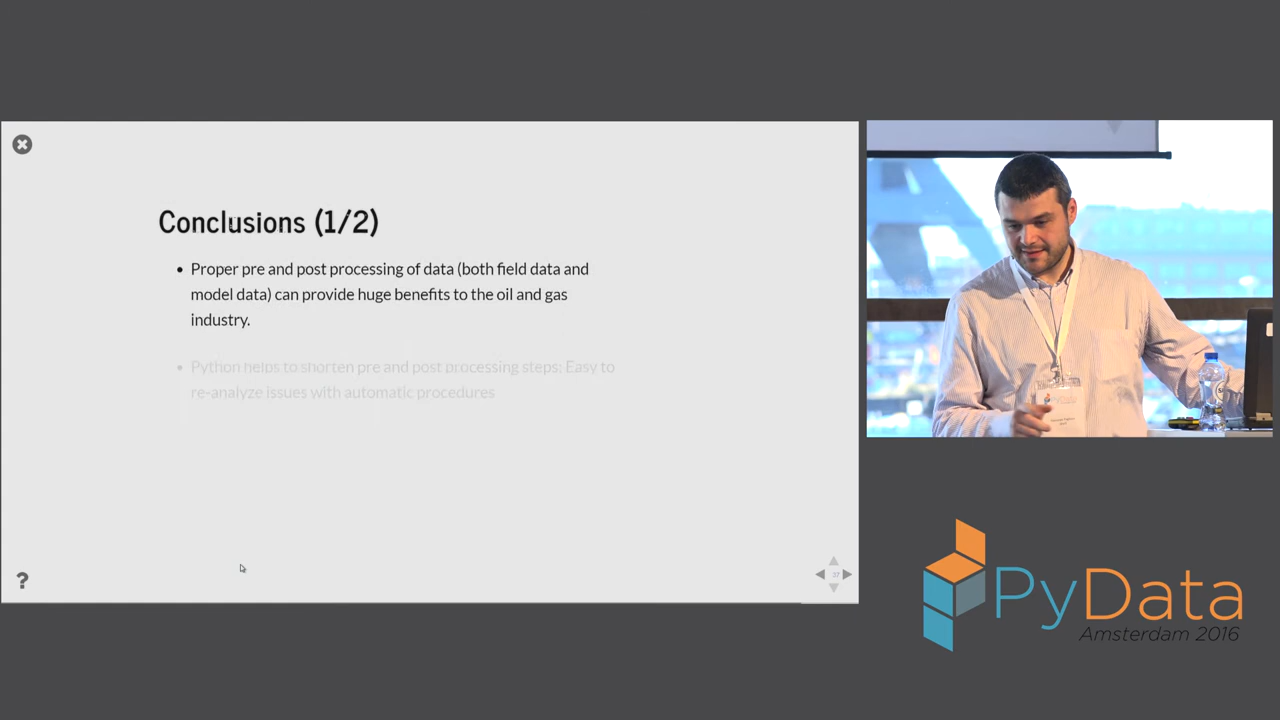 Conclusions (1/2)
• Proper pre and post processing of data (both field data and
model data) can provide huge benefits to the oil and gas
industry.
• Python helps to shorten pre and post processing steps: Easy to
re-analyze issues with automatic procedures
?
37
PyData
PyData
Amsterdam 2016